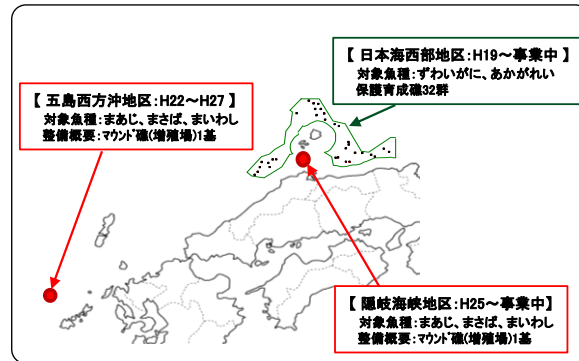 【 日本海西部地区:H19～事業中】
対象魚種:ずわいがに、あかがれい
保護育成礁32群
【 五島西方沖地区:H22～H27 】
対象魚種:まあじ、まさば、まいわし
整備概要:マウンド礁(増殖場)1基
【 隠岐海峡地区:H25～事業中】
対象魚種:まあじ、まさば、まいわし
整備概要:マウンド礁(増殖場)1基